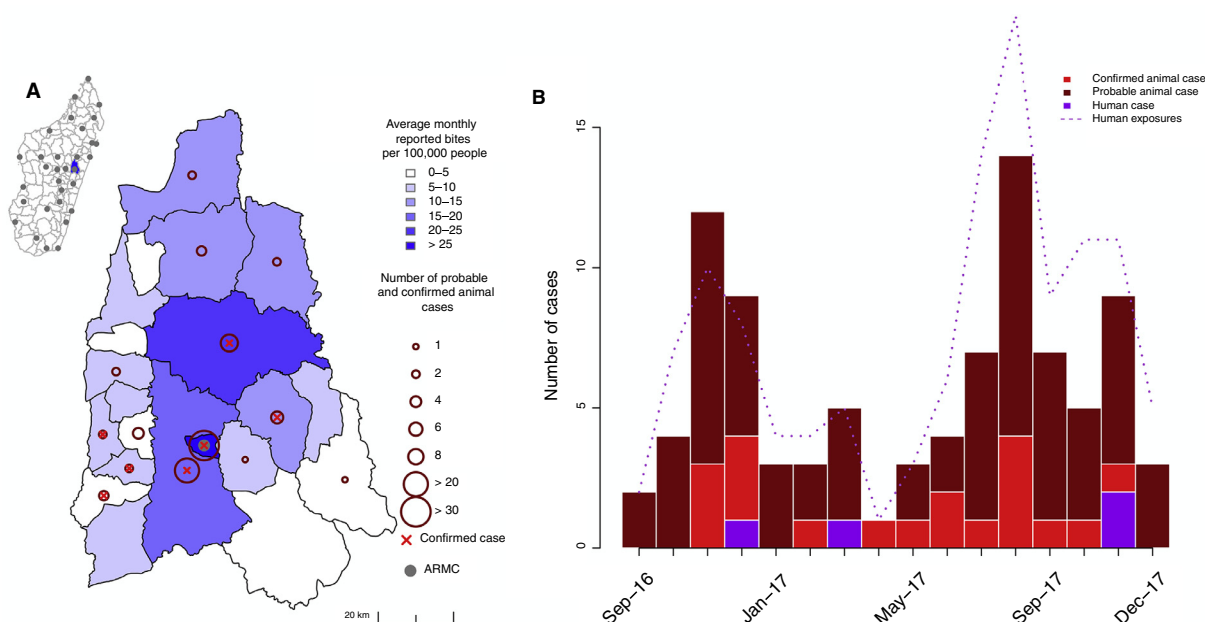 A
Average monthly
reported bites
per 100,000 people
0–5
5–10
10–15
15–20
20–25
> 25
Number of probable
and confirmed animal
cases
1
2
4
6
8
> 20
> 30
Confirmed case
ARMC
20 km
B
Confirmed animal case
Probable animal case
Human case
Human exposures
Number of cases
15
10
5
0
Sep–16
Jan–17
May–17
Sep–17
Dec–17